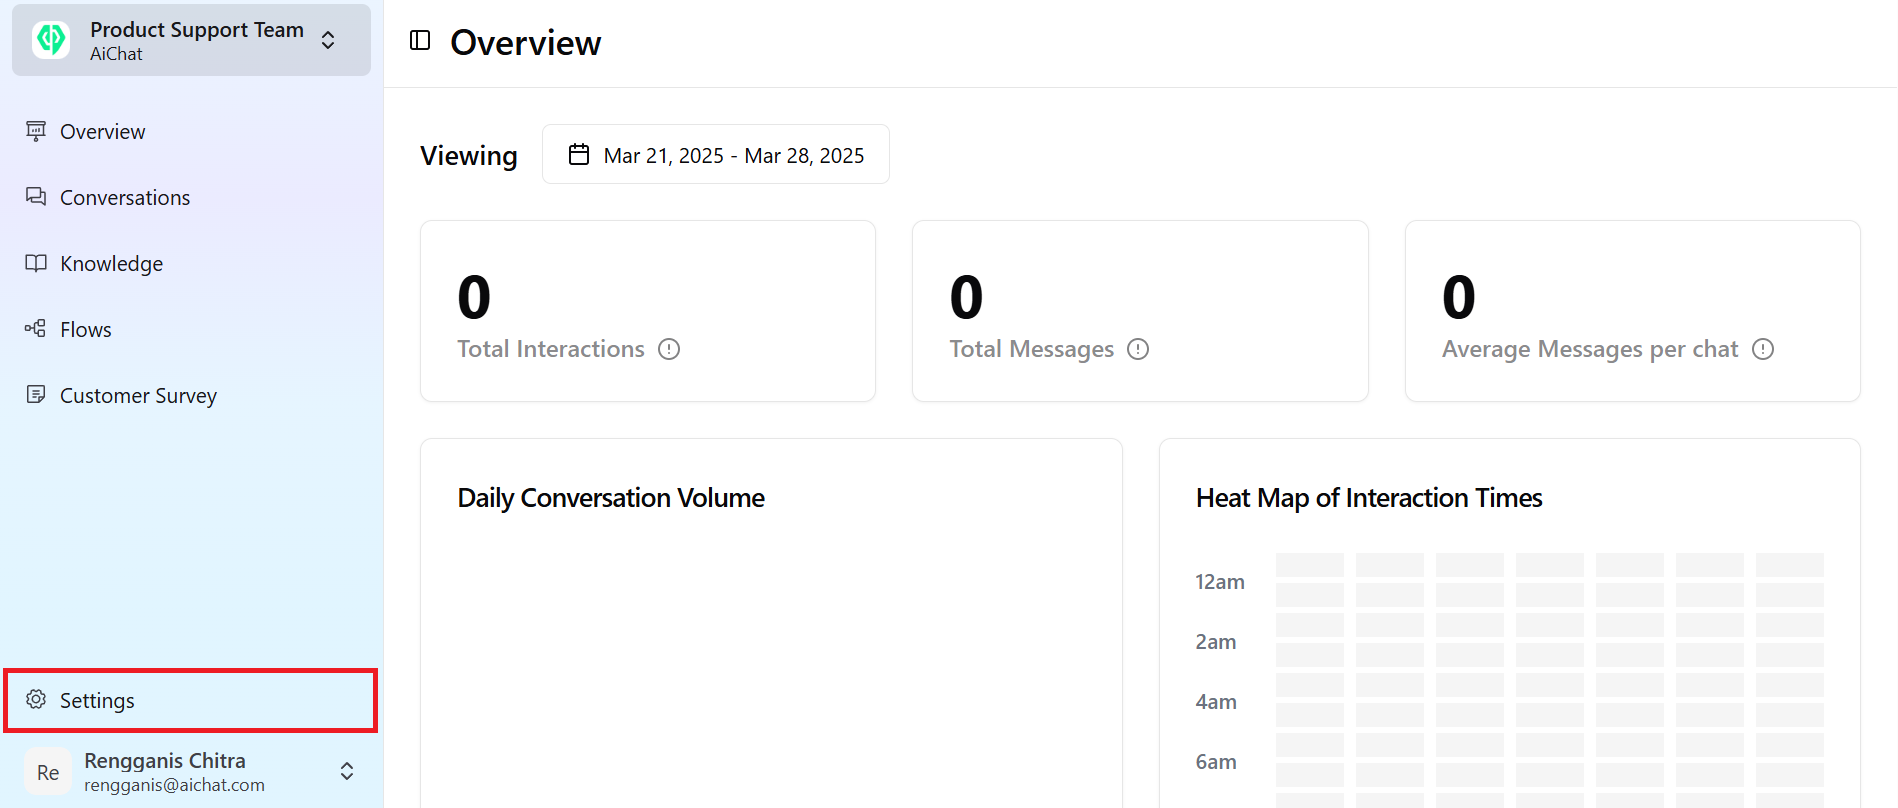 Product Support Team
AiChat
Overview
Conversations
Knowledge
Flows
Customer Survey
Settings
Re
Rengganis Chitra
rengganis@aichat.com
Overview
Viewing
Mar 21, 2025 - Mar 28, 2025
0
Total Interactions
0
Total Messages
0
Average Messages per chat
Daily Conversation Volume
Heat Map of Interaction Times
12am
2am
4am
6am